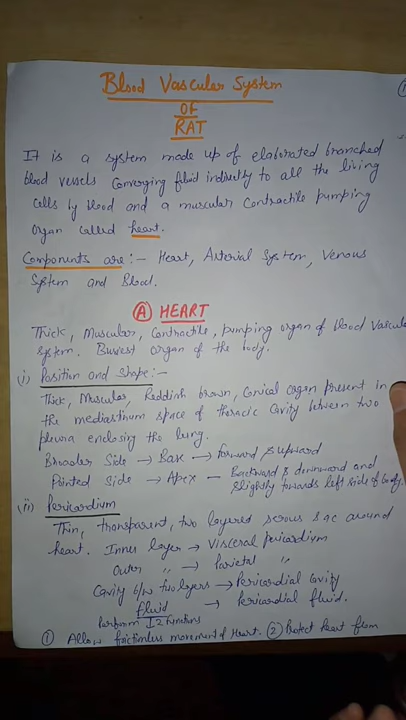 Blood Vascular System
OF
RAT
It is a system made up of elaborated branched
blood vessels converging fluid indirectly to all the living
cells by blood and a muscular contractile pumping
organ called heart.
Components are:- Heart, Arterial System, Venous
System and Blood.
(A) HEART
Thick, Muscular, Contractile, pumping organ of blood Vascular
System. Busiest organ of the body.
(i) Position and Shape:-
Thick, Muscular, Reddish brown, Conical organ present in
the mediastinum space of thoracic cavity between two
pleura enclosing the lung.
Broader Side → Base → forward & upward
Pointed Side → Apex – Backward & downward and
slightly towards left side of body.
(ii) Pericardium
Thin, transparent, two layered serous sac around
heart. Inner layer → Visceral pericardium
Outer " → Parietal "
Cavity b/w two layers → Pericardial cavity
fluid → Pericardial fluid.
Perform 2 functions
① Allow frictionless movement of Heart. ② Protect heart from